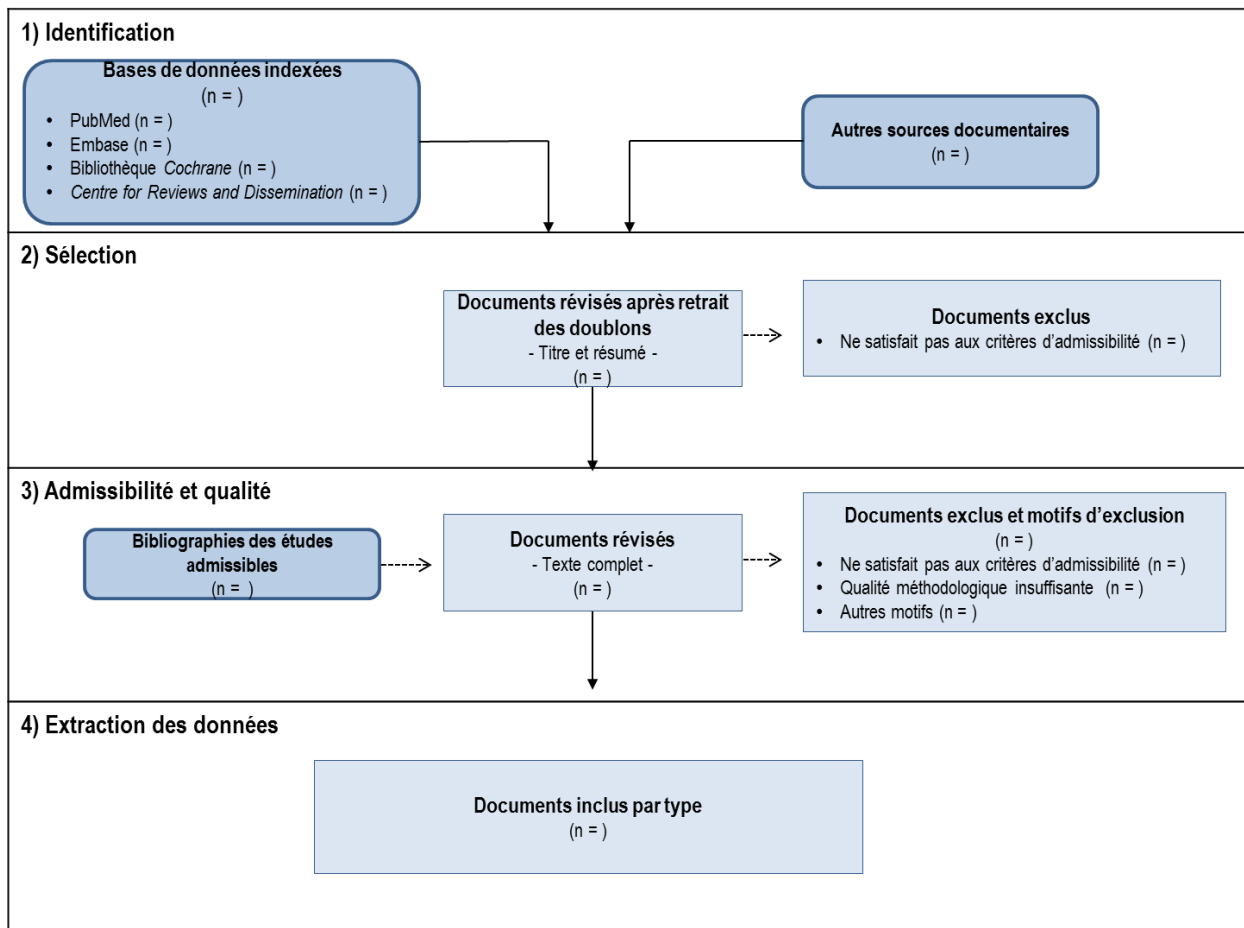 1) Identification
Bases de données indexées
(n = )
• PubMed (n = )
• Embase (n = )
• Bibliothèque Cochrane (n = )
• Centre for Reviews and Dissemination (n = )
Autres sources documentaires
(n = )
2) Sélection
Documents révisés après retrait
des doublons
- Titre et résumé -
(n = )
Documents exclus
• Ne satisfait pas aux critères d'admissibilité (n = )
3) Admissibilité et qualité
Bibliographies des études
admissibles
(n = )
Documents révisés
- Texte complet -
(n = )
Documents exclus et motifs d'exclusion
(n = )
• Ne satisfait pas aux critères d'admissibilité (n = )
• Qualité méthodologique insuffisante (n = )
• Autres motifs (n = )
4) Extraction des données
Documents inclus par type
(n = )